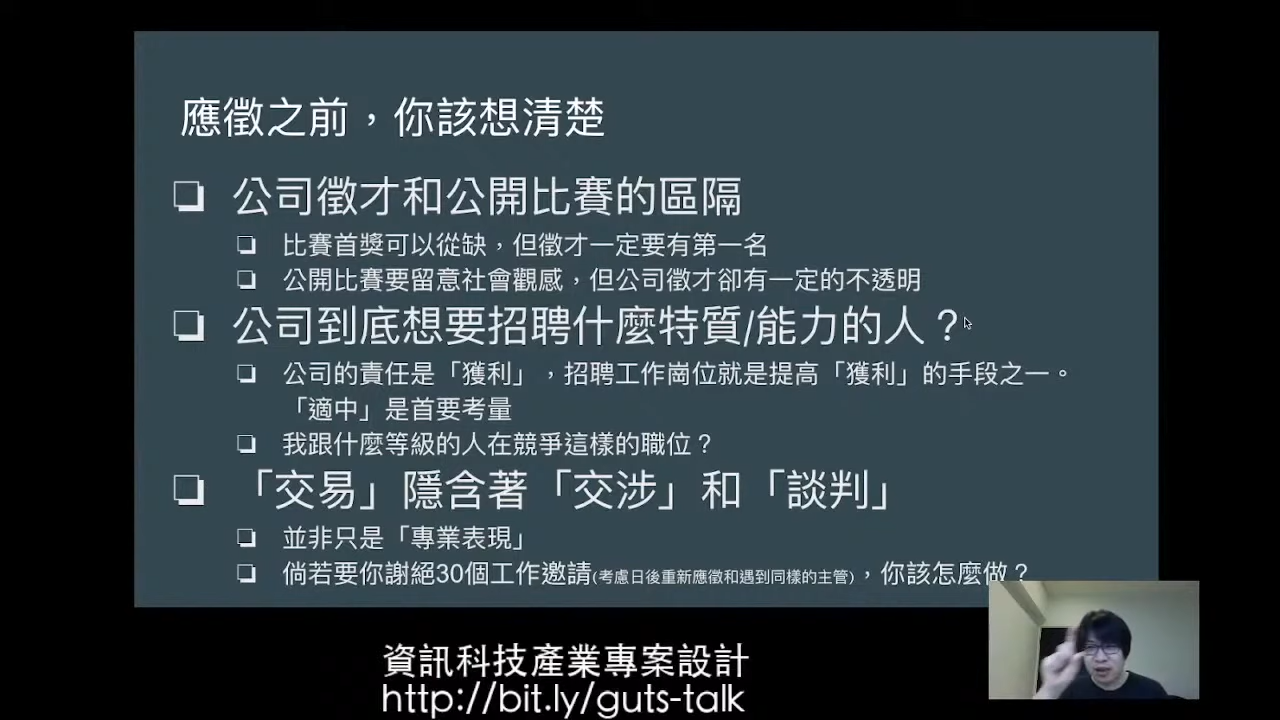 應徵之前，你該想清楚
公司徵才和公開比賽的區隔
比賽首獎可以從缺，但徵才一定要有第一名
公開比賽要留意社會觀感，但公司徵才卻有一定的不透明
公司到底想要招聘什麼特質/能力的人？
公司的責任是「獲利」，招聘工作崗位就是提高「獲利」的手段之一。
「適中」是首要考量
我跟什麼等級的人在競爭這樣的職位？
「交易」隱含著「交涉」和「談判」
並非只是「專業表現」
倘若要你謝絕30個工作邀請(考慮日後重新應徵和遇到同樣的主管)，你該怎麼做？
資訊科技產業專案設計
http://bit.ly/guts-talk